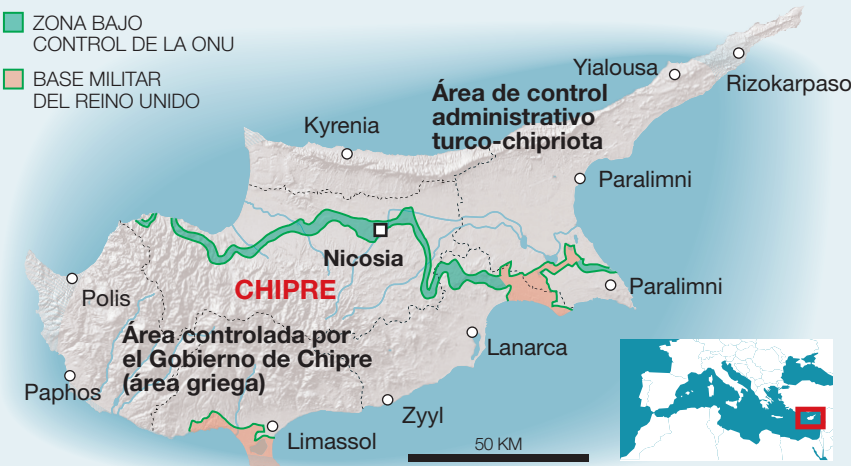 ZONA BAJO
CONTROL DE LA ONU
BASE MILITAR
DEL REINO UNIDO
Yialousa
Rizokarpaso
Área de control
administrativo
turco-chipriota
Kyrenia
Paralimni
Nicosia
CHIPRE
Polis
Paralimni
Área controlada por
el Gobierno de Chipre
(área griega)
Lanarca
Paphos
Zyyl
Limassol
50 KM